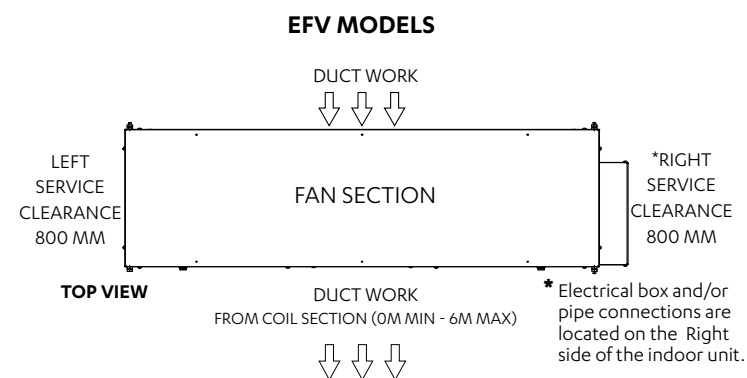 EFV MODELS
DUCT WORK
LEFT
SERVICE
CLEARANCE
800 MM
FAN SECTION
*RIGHT
SERVICE
CLEARANCE
800 MM
TOP VIEW
DUCT WORK
FROM COIL SECTION (0M MIN - 6M MAX)
* Electrical box and/or
pipe connections are
located on the Right
side of the indoor unit.